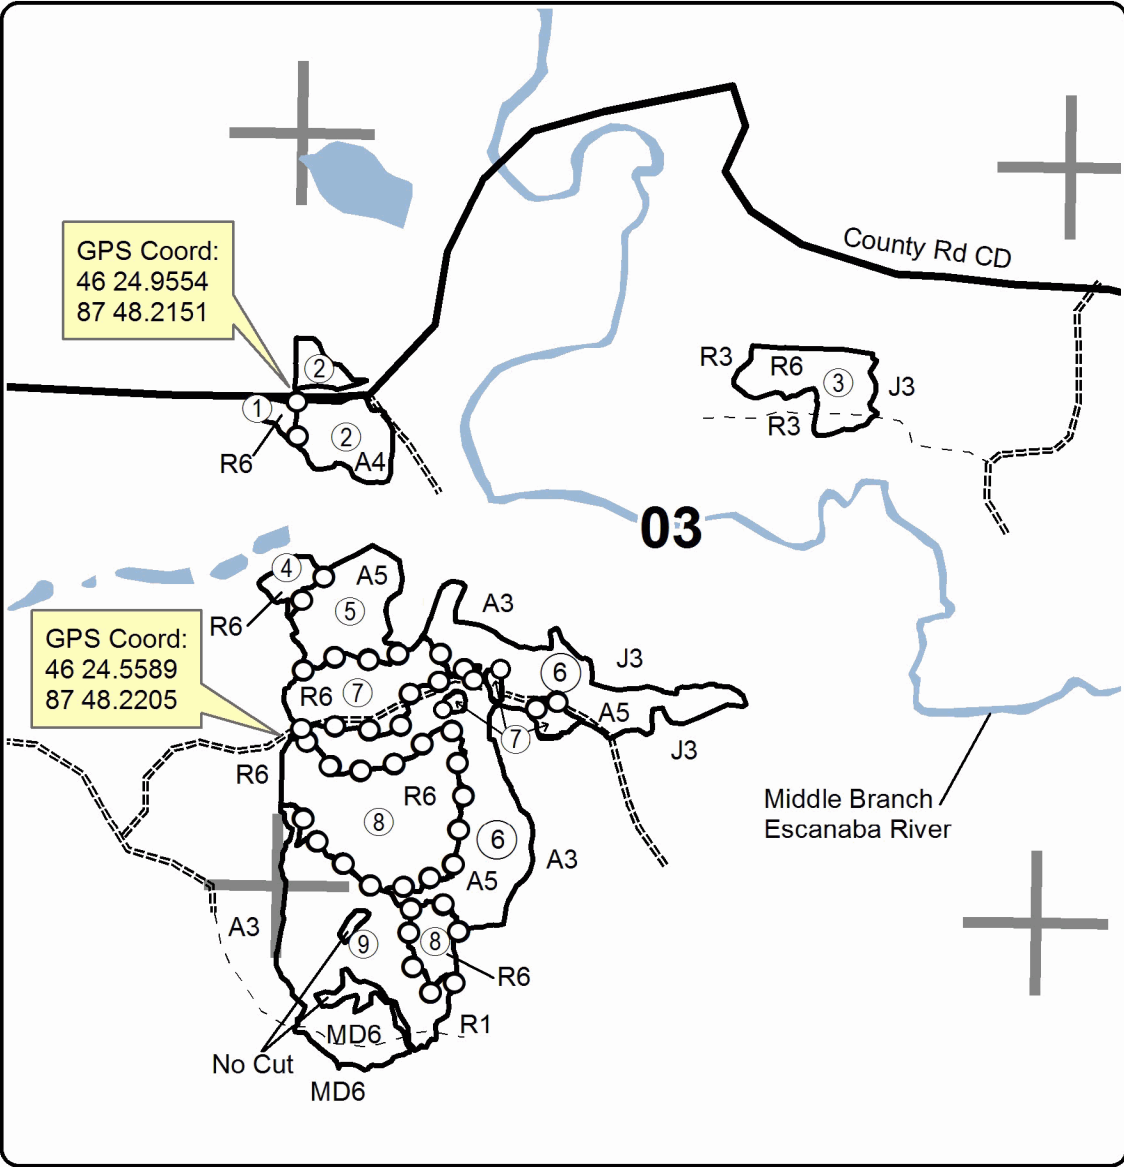 County Rd CD
GPS Coord:
46 24.9554
87 48.2151
2
R3
R6
3
J3
1
R3
2
R6
A4
03
4
A5
R6
5
A3
GPS Coord:
46 24.5589
87 48.2205
J3
6
R6
7
A5
7
J3
R6
R6
Middle Branch
Escanaba River
8
6
A3
A5
A3
9
8
R6
R1
MD6
No Cut
MD6